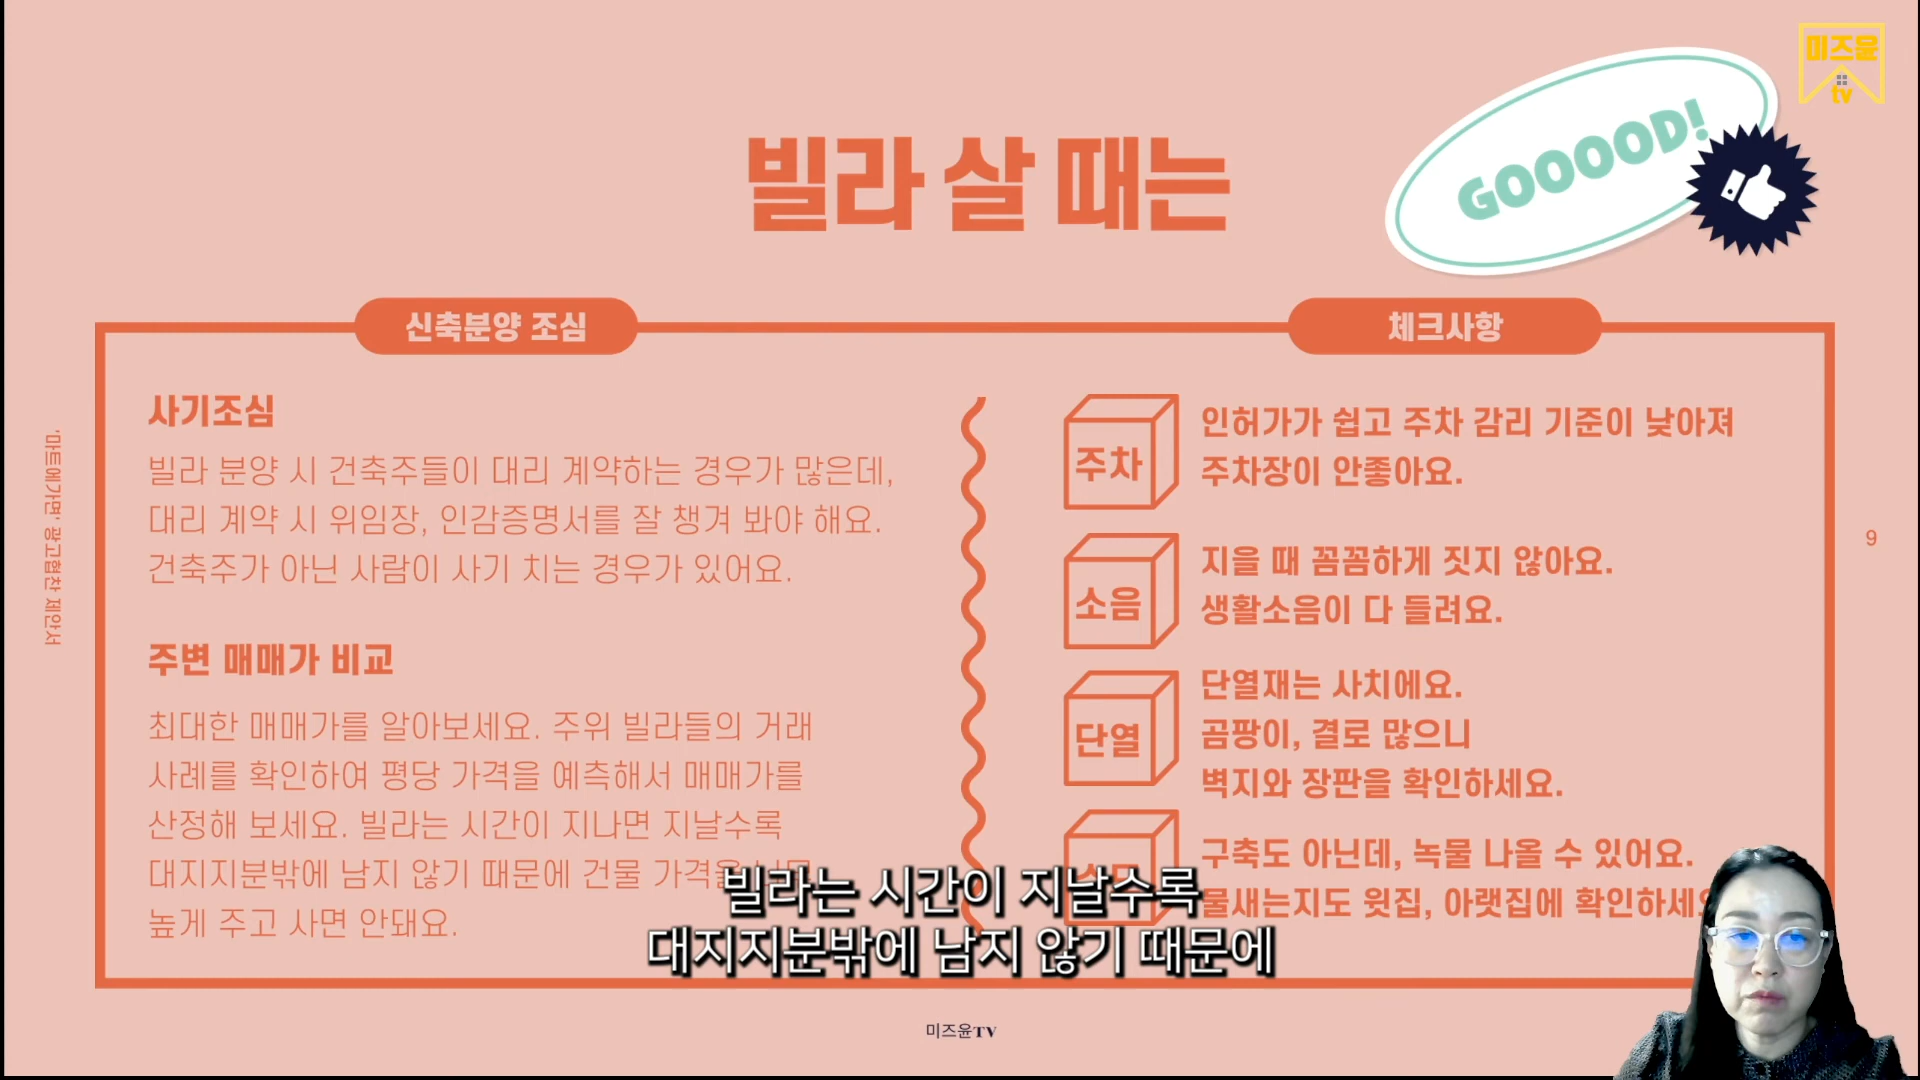 미즈윤
tv
GOOOOD!
빌라 살 때는
신축분양 조심
체크사항
사기조심
빌라 분양 시 건축주들이 대리 계약하는 경우가 많은데,
대리 계약 시 위임장, 인감증명서를 잘 챙겨 봐야 해요.
건축주가 아닌 사람이 사기 치는 경우가 있어요.
주변 매매가 비교
최대한 매매가를 알아보세요. 주위 빌라들의 거래
사례를 확인하여 평당 가격을 예측해서 매매가를
산정해 보세요. 빌라는 시간이 지나면 지날수록
대지지분밖에 남지 않기 때문에 건물 가격을
높게 주고 사면 안돼요.
주차
인허가가 쉽고 주차 감리 기준이 낮아져
주차장이 안좋아요.
소음
지을 때 꼼꼼하게 짓지 않아요.
생활소음이 다 들려요.
단열
단열재는 사치에요.
곰팡이, 결로 많으니
벽지와 장판을 확인하세요.
구축도 아닌데, 녹물 나올 수 있어요.
물새는지도 윗집, 아랫집에
빌라는 시간이 지날수록
대지지분밖에 남지 않기 때문에
'마트에가면' 광고협찬 제안서
9
미즈윤TV